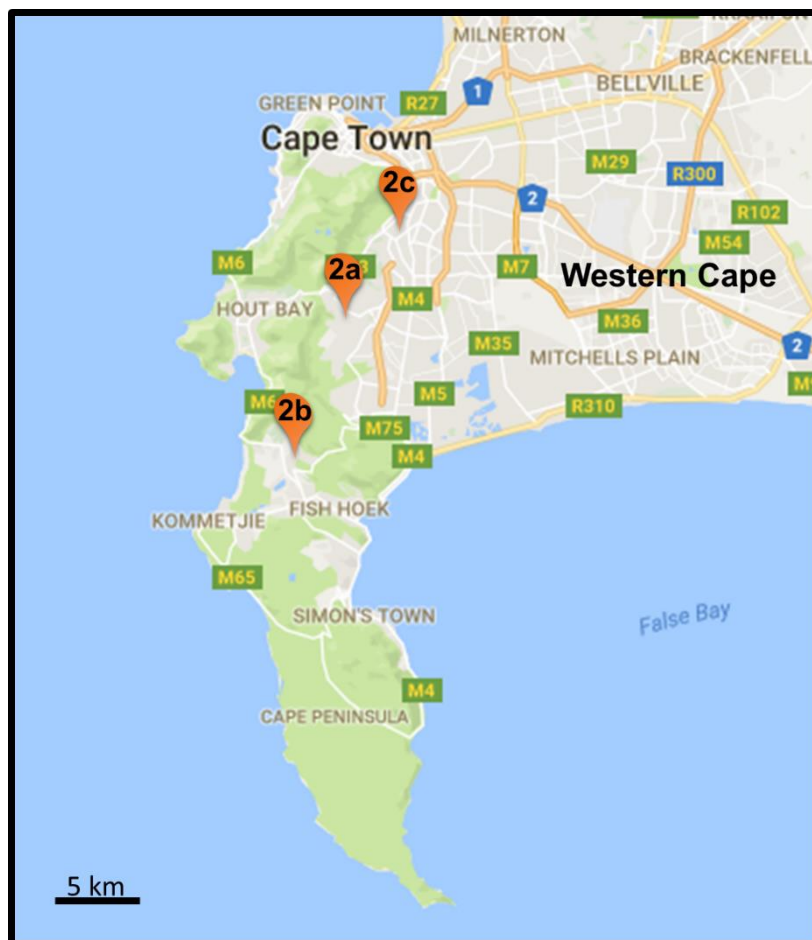 MILNERTON
BRACKENFELL
BELLVILLE
1
GREEN POINT
R27
Cape Town
M29
R300
2c
2
R102
M54
M6
2a
M7
Western Cape
HOUT BAY
M4
M36
M35
2
MITCHELLS PLAIN
M5
R310
2b
M75
M4
FISH HOEK
KOMMETJIE
M65
SIMON'S TOWN
False Bay
M4
CAPE PENINSULA
5 km